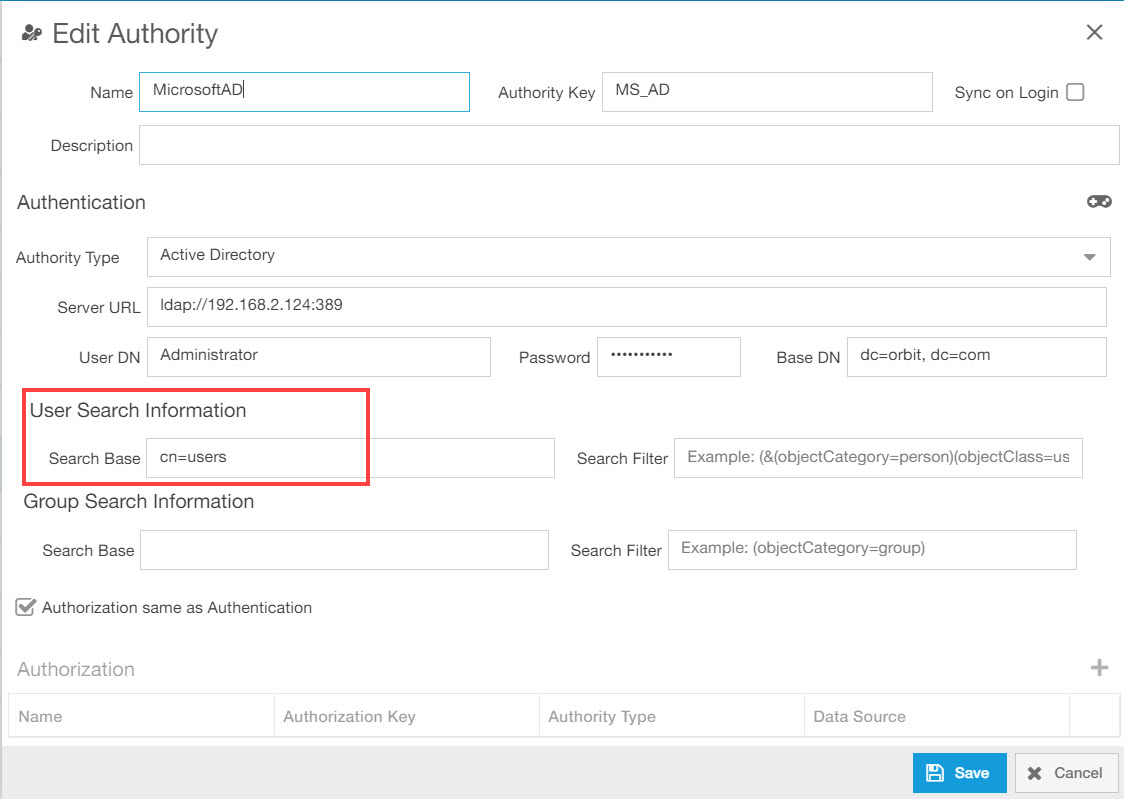 Edit Authority
Name MicrosoftAD Authority Key MS_AD Sync on Login
Description
Authentication
Authority Type Active Directory
Server URL ldap://192.168.2.124:389
User DN Administrator Password ••••••••••• Base DN dc=orbit, dc=com
User Search Information
Search Base cn=users Search Filter Example: (&(objectCategory=person)(objectClass=us
Group Search Information
Search Base Search Filter Example: (objectCategory=group)
Authorization same as Authentication
Authorization
Name Authorization Key Authority Type Data Source
Save Cancel